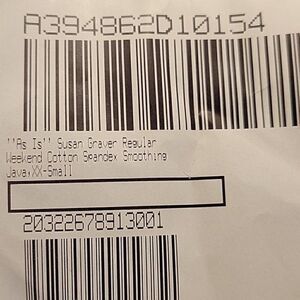 A394862D10154
''As Is'' Susan Graver Regular
Weekend Cotton Spandex Smoothing
Java,XX-Small
20322678913001